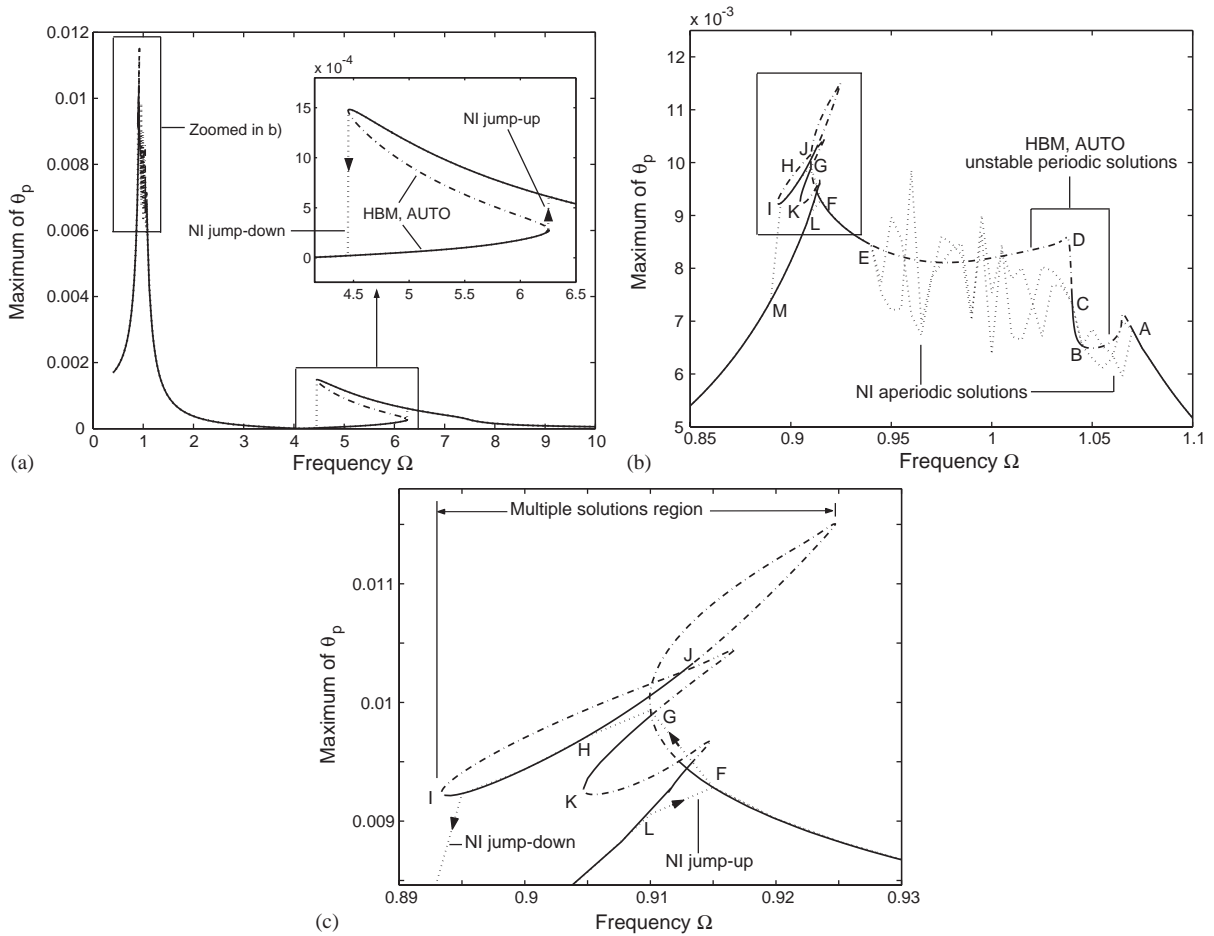 0.012
0.01
0.008
0.006
0.004
0.002
0
Maximum of θp
0 1 2 3 4 5 6 7 8 9 10
Frequency Ω
(a)
Zoomed in b)
x 10-4
15
10
5
0
4.5 5 5.5 6 6.5
NI jump-up
HBM, AUTO
NI jump-down
x 10-3
12
11
10
9
8
7
6
5
Maximum of θp
0.85 0.9 0.95 1 1.05 1.1
Frequency Ω
(b)
HBM, AUTO
unstable periodic solutions
J
H
G
I
K
F
L
E
D
M
C
A
B
NI aperiodic solutions
Multiple solutions region
0.011
0.01
0.009
Maximum of θp
J
G
H
F
I
K
L
NI jump-down
NI jump-up
0.89 0.9 0.91 0.92 0.93
Frequency Ω
(c)